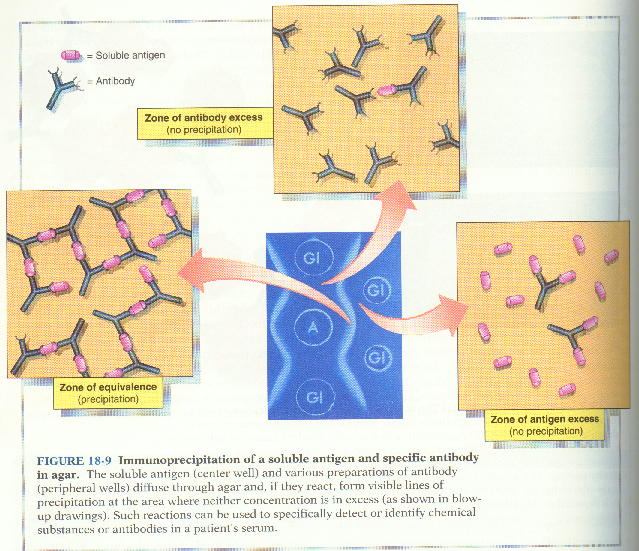 = Soluble antigen
= Antibody
Zone of antibody excess
(no precipitation)
GI
GI
A
GI
GI
Zone of equivalence
(precipitation)
Zone of antigen excess
(no precipitation)
FIGURE 18-9 Immunoprecipitation of a soluble antigen and specific antibody
in agar. The soluble antigen (center well) and various preparations of antibody
(peripheral wells) diffuse through agar and, if they react, form visible lines of
precipitation at the area where neither concentration is in excess (as shown in blow-
up drawings). Such reactions can be used to specifically detect or identify chemical
substances or antibodies in a patient's serum.